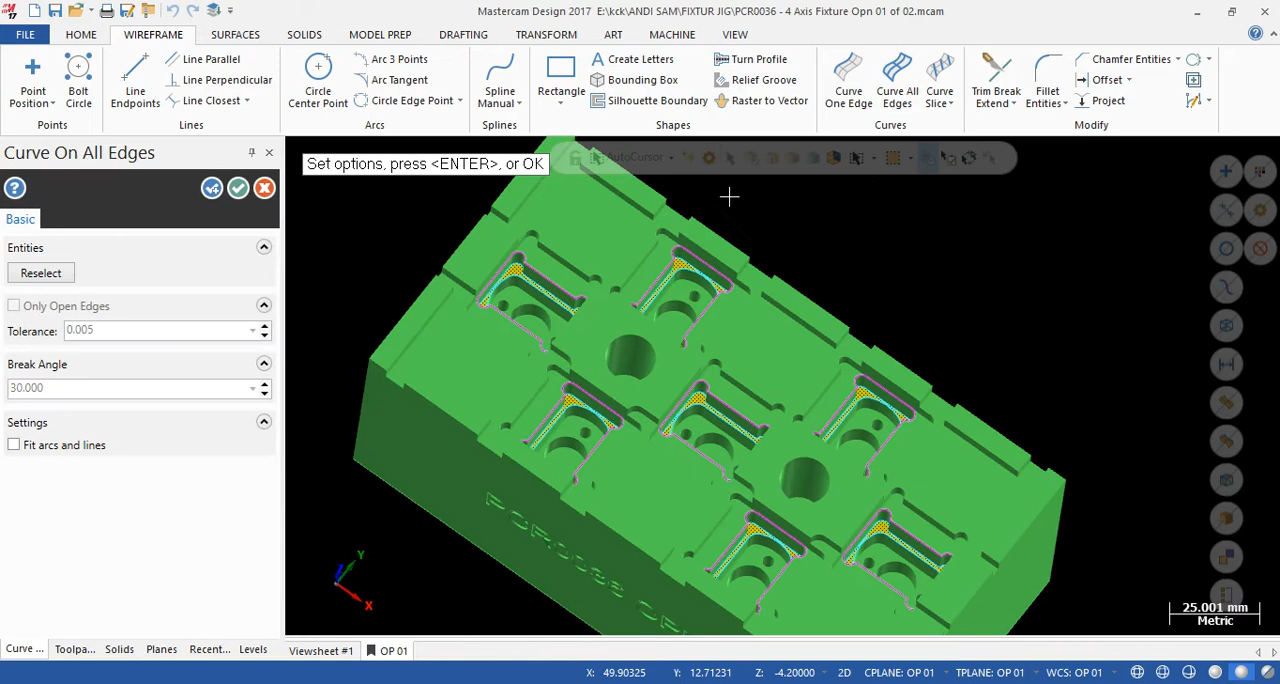 Mastercam Design 2017 E:\kck\ANDI SAM\FIXTUR JIG\PCR0036 - 4 Axis Fixture Opn 01 of 02.mcam
FILE HOME WIREFRAME SURFACES SOLIDS MODEL PREP DRAFTING TRANSFORM ART MACHINE VIEW
Point Position
Bolt Circle
Points
Line Endpoints
Line Parallel
Line Perpendicular
Line Closest
Lines
Circle Center Point
Arc 3 Points
Arc Tangent
Circle Edge Point
Arcs
Spline Manual
Splines
Rectangle
Create Letters
Bounding Box
Silhouette Boundary
Turn Profile
Relief Groove
Raster to Vector
Shapes
Curve One Edge
Curve All Edges
Curve Slice
Curves
Trim Break Extend
Fillet Entities
Chamfer Entities
Offset
Project
Modify
Curve On All Edges
Set options, press <ENTER>, or OK
AutoCursor
Basic
Entities
Reselect
Only Open Edges
Tolerance: 0.005
Break Angle
30.000
Settings
Fit arcs and lines
Y
Z
X
25.001 mm
Metric
Curve ... Toolpa... Solids Planes Recent... Levels
Viewsheet #1 OP 01
X: 49.90325 Y: 12.71231 Z: -4.20000 2D CPLANE: OP 01 TPLANE: OP 01 WCS: OP 01